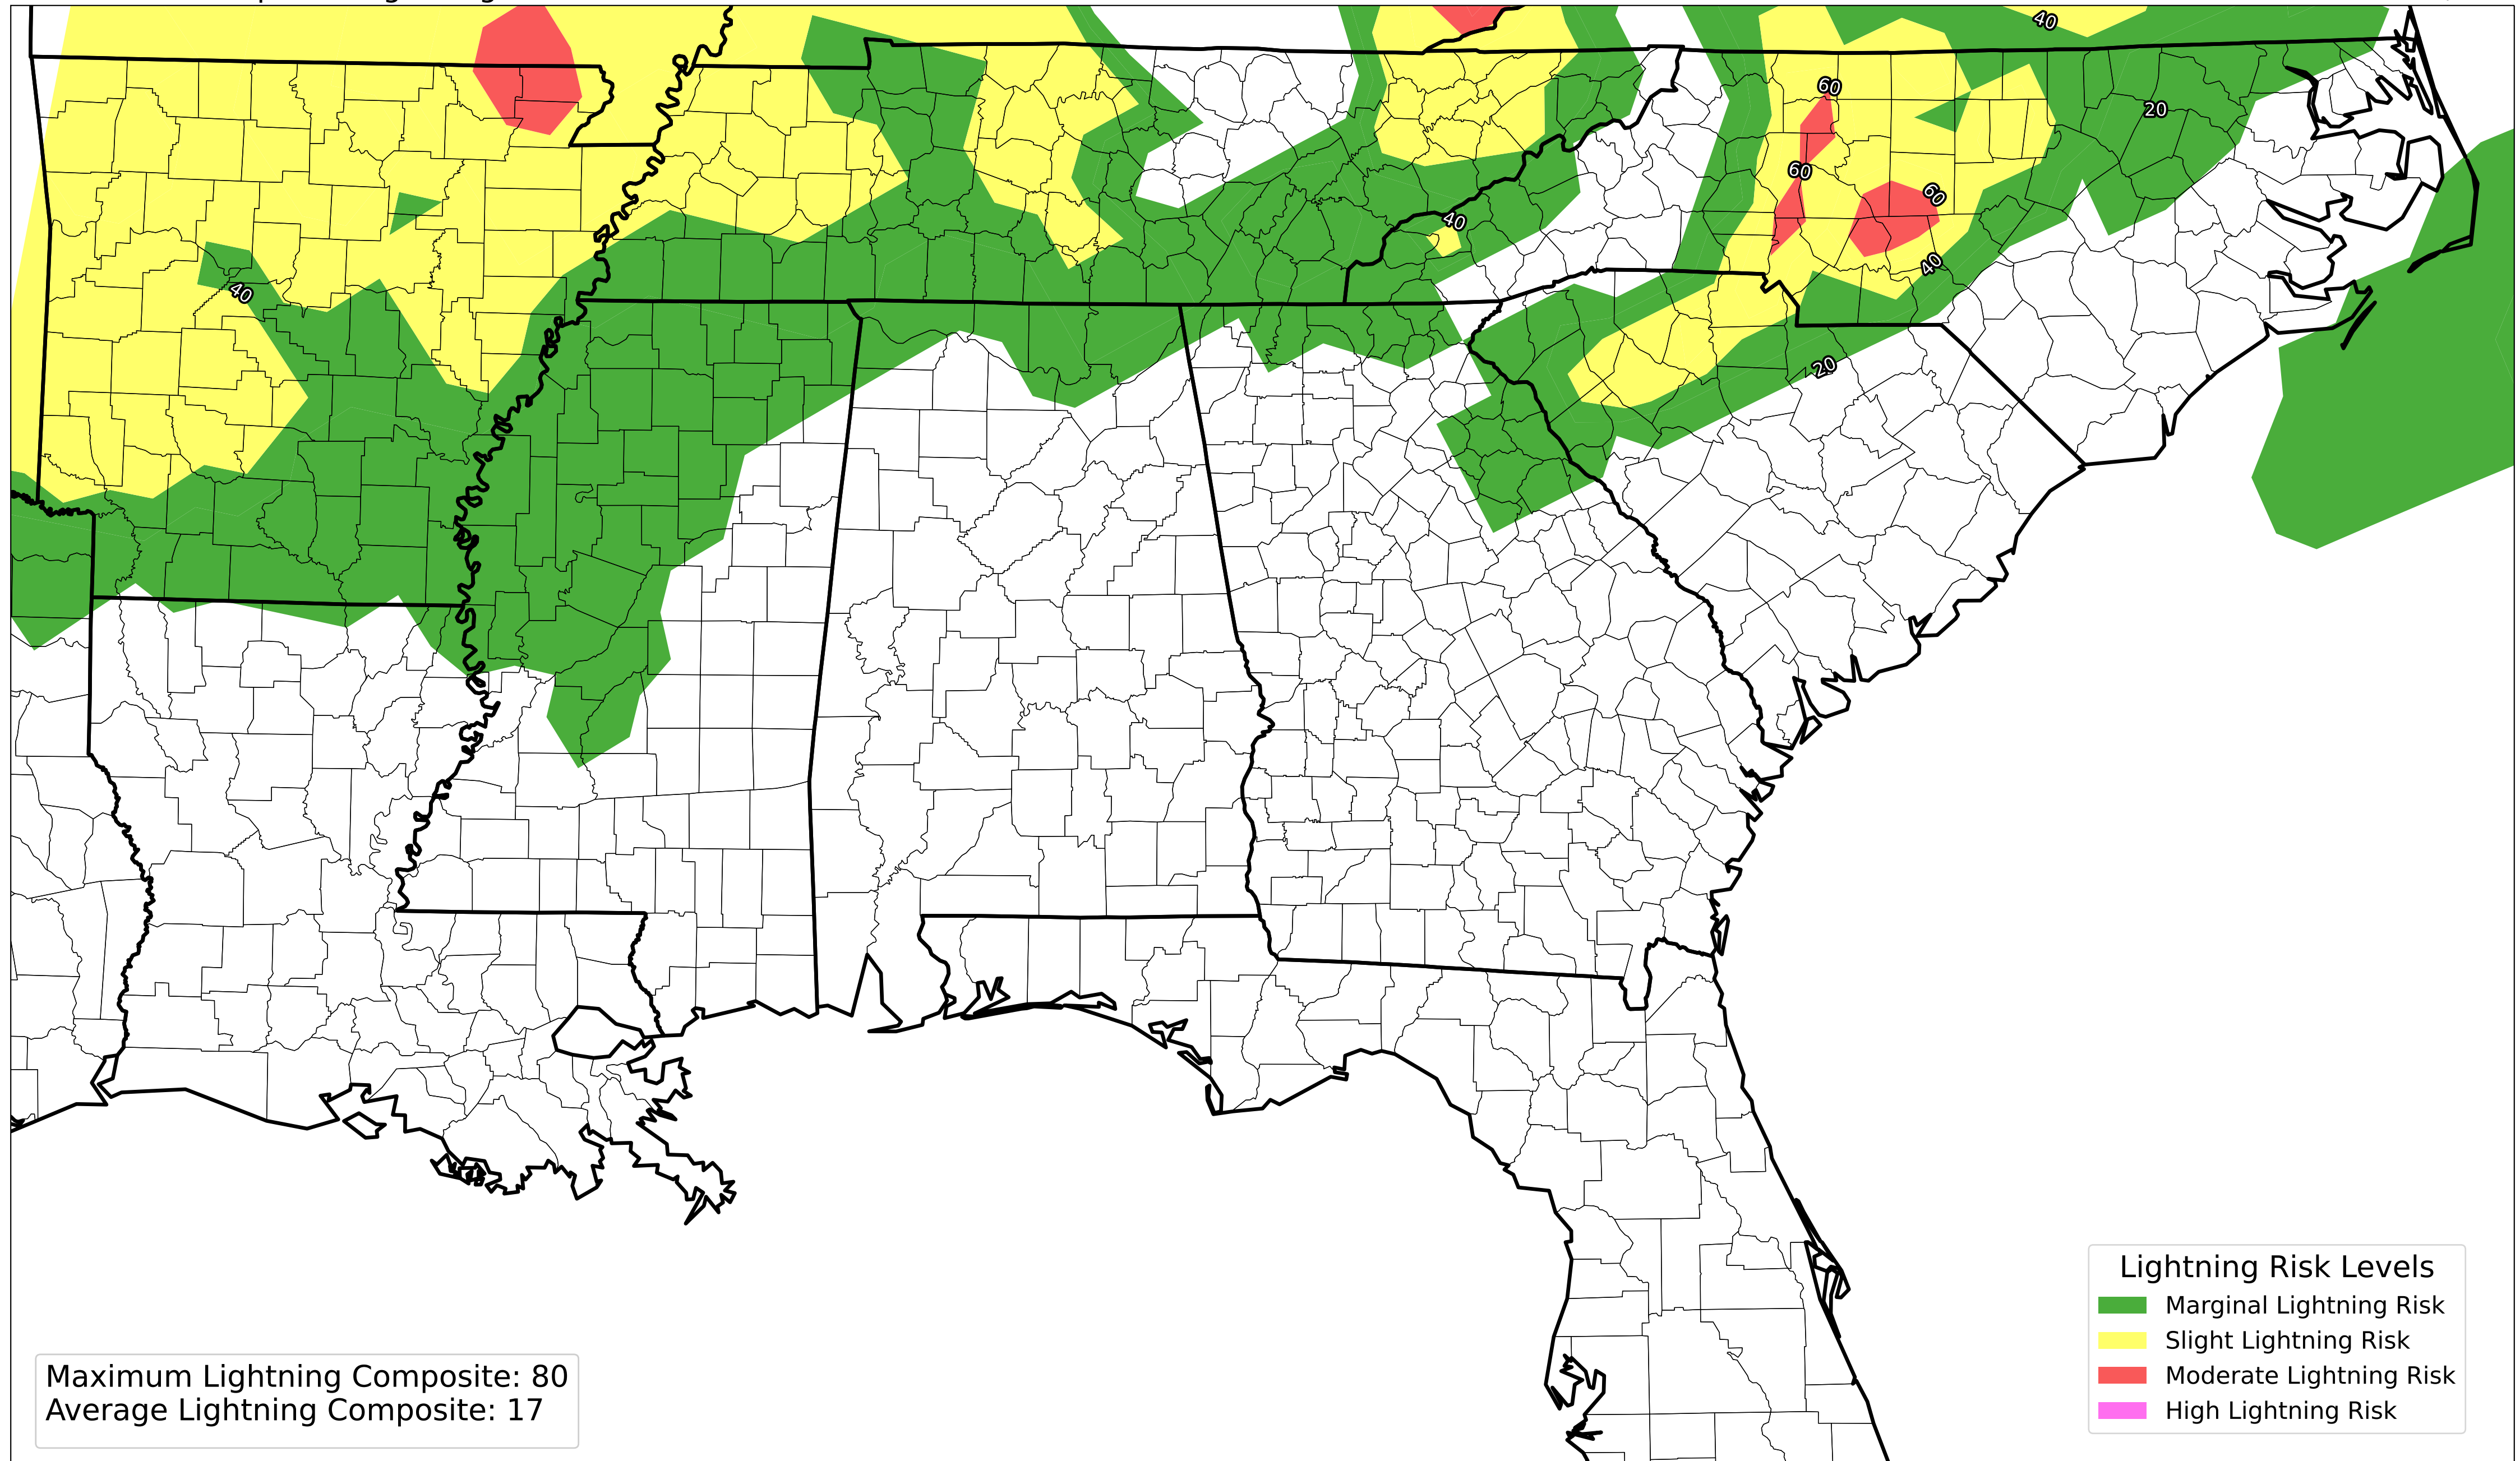 40
60
20
60
60
40
40
40
20
Lightning Risk Levels
Marginal Lightning Risk
Slight Lightning Risk
Moderate Lightning Risk
High Lightning Risk
Maximum Lightning Composite: 80
Average Lightning Composite: 17